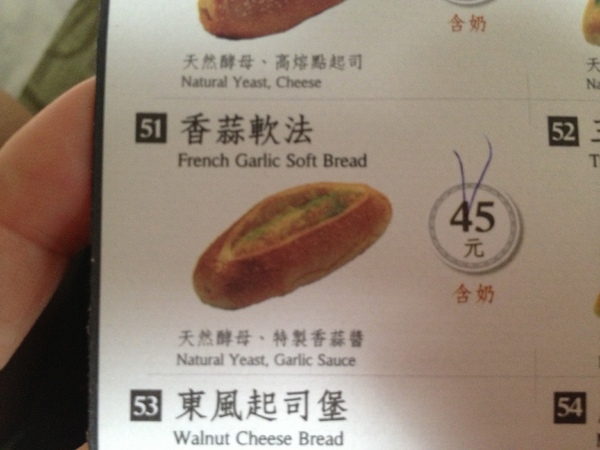 含奶
天然酵母、高熔點起司
Natural Yeast, Cheese
51 香蒜軟法
French Garlic Soft Bread
45
元
含奶
天然酵母、特製香蒜醬
Natural Yeast, Garlic Sauce
53 東風起司堡
Walnut Cheese Bread
52
54